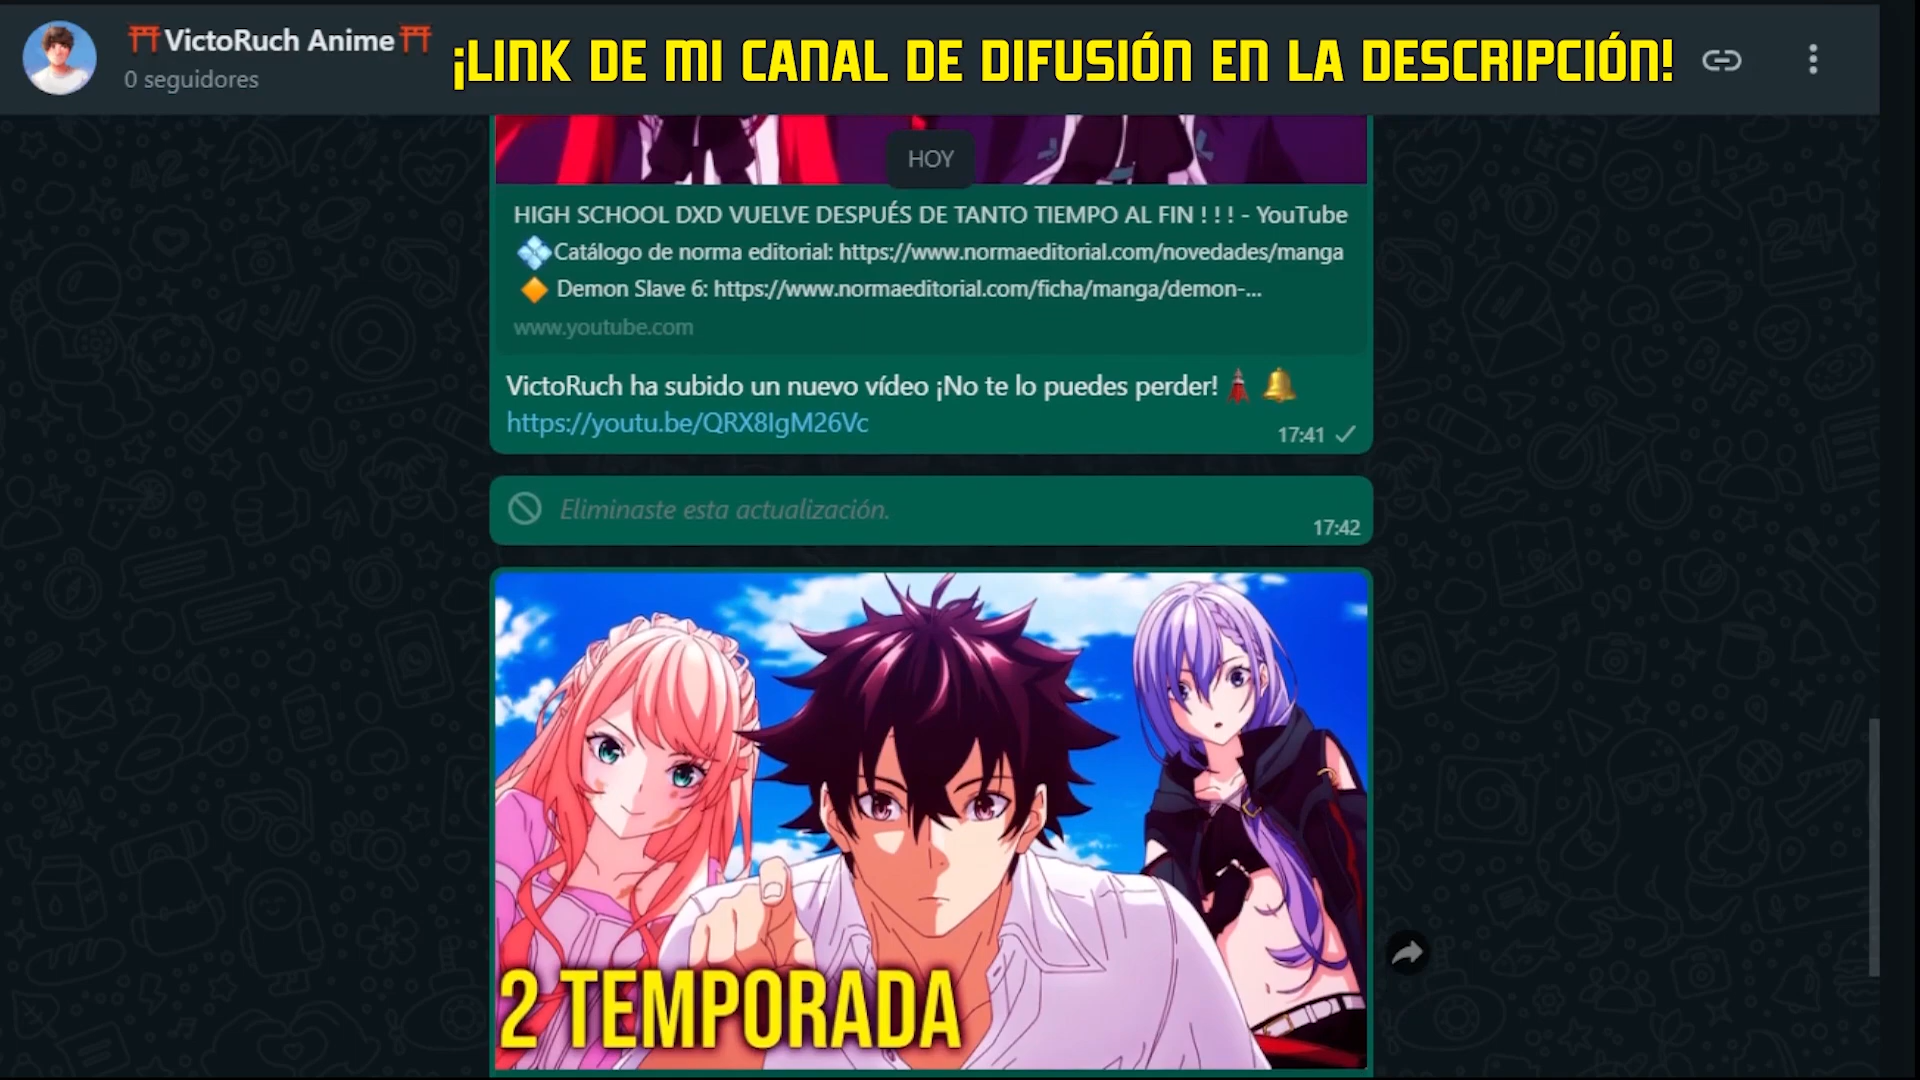 VictoRuch Anime
0 seguidores
¡LINK DE MI CANAL DE DIFUSIÓN EN LA DESCRIPCIÓN!
HOY
HIGH SCHOOL DXD VUELVE DESPUÉS DE TANTO TIEMPO AL FIN ! ! ! - YouTube
Catálogo de norma editorial: https://www.normaeditorial.com/novedades/manga
Demon Slave 6: https://www.normaeditorial.com/ficha/manga/demon-...
www.youtube.com
VictoRuch ha subido un nuevo vídeo ¡No te lo puedes perder!
https://youtu.be/QRX8IgM26Vc
17:41
Eliminaste esta actualización.
17:42
2 TEMPORADA